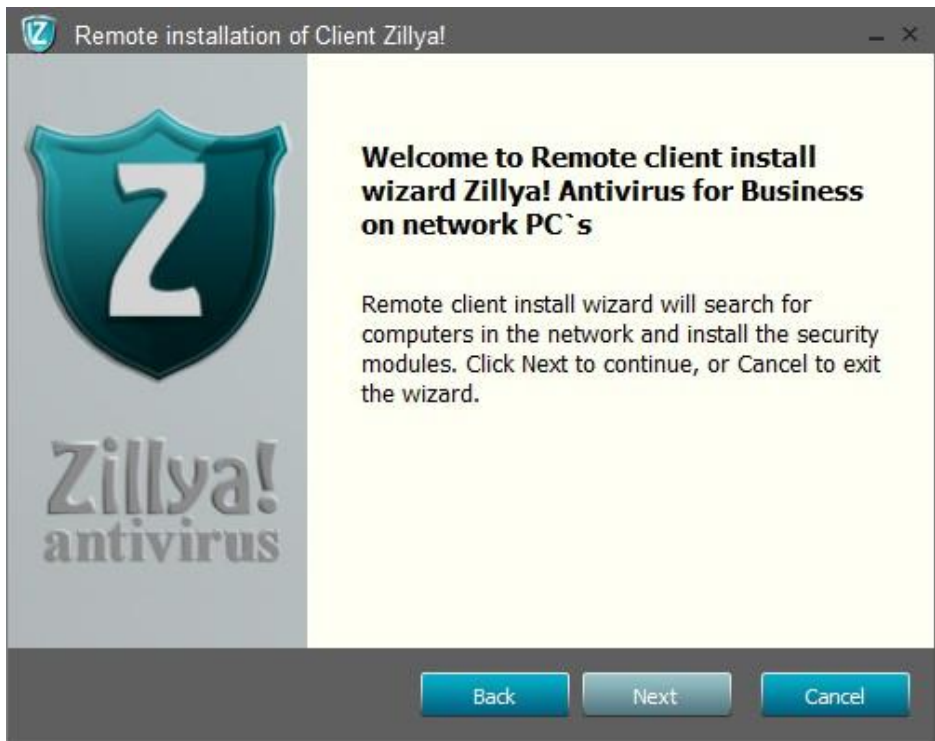 Remote installation of Client Zillya!
Z
Welcome to Remote client install
wizard Zillya! Antivirus for Business
on network PC`s
Remote client install wizard will search for
computers in the network and install the security
modules. Click Next to continue, or Cancel to exit
the wizard.
Zillya!
antivirus
Back Next Cancel